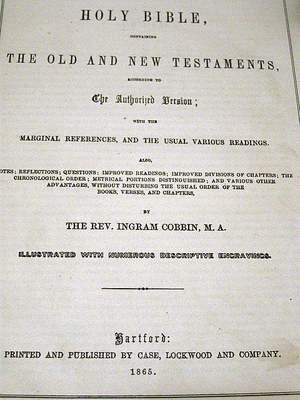 HOLY BIBLE,
CONTAINING
THE OLD AND NEW TESTAMENTS,
ACCORDING TO
The Authorized Version;
WITH THE
MARGINAL REFERENCES, AND THE USUAL VARIOUS READINGS.
ALSO,
OTES; REFLECTIONS; QUESTIONS; IMPROVED READINGS; IMPROVED DIVISIONS OF CHAPTERS; THE
CHRONOLOGICAL ORDER; METRICAL PORTIONS DISTINGUISHED; AND VARIOUS OTHER
ADVANTAGES, WITHOUT DISTURBING THE USUAL ORDER OF THE
BOOKS, VERSES, AND CHAPTERS,
BY
THE REV. INGRAM COBBIN, M. A.
ILLUSTRATED WITH NUMEROUS DESCRIPTIVE ENGRAVINGS.
Hartford:
PRINTED AND PUBLISHED BY CASE, LOCKWOOD AND COMPANY.
1865.